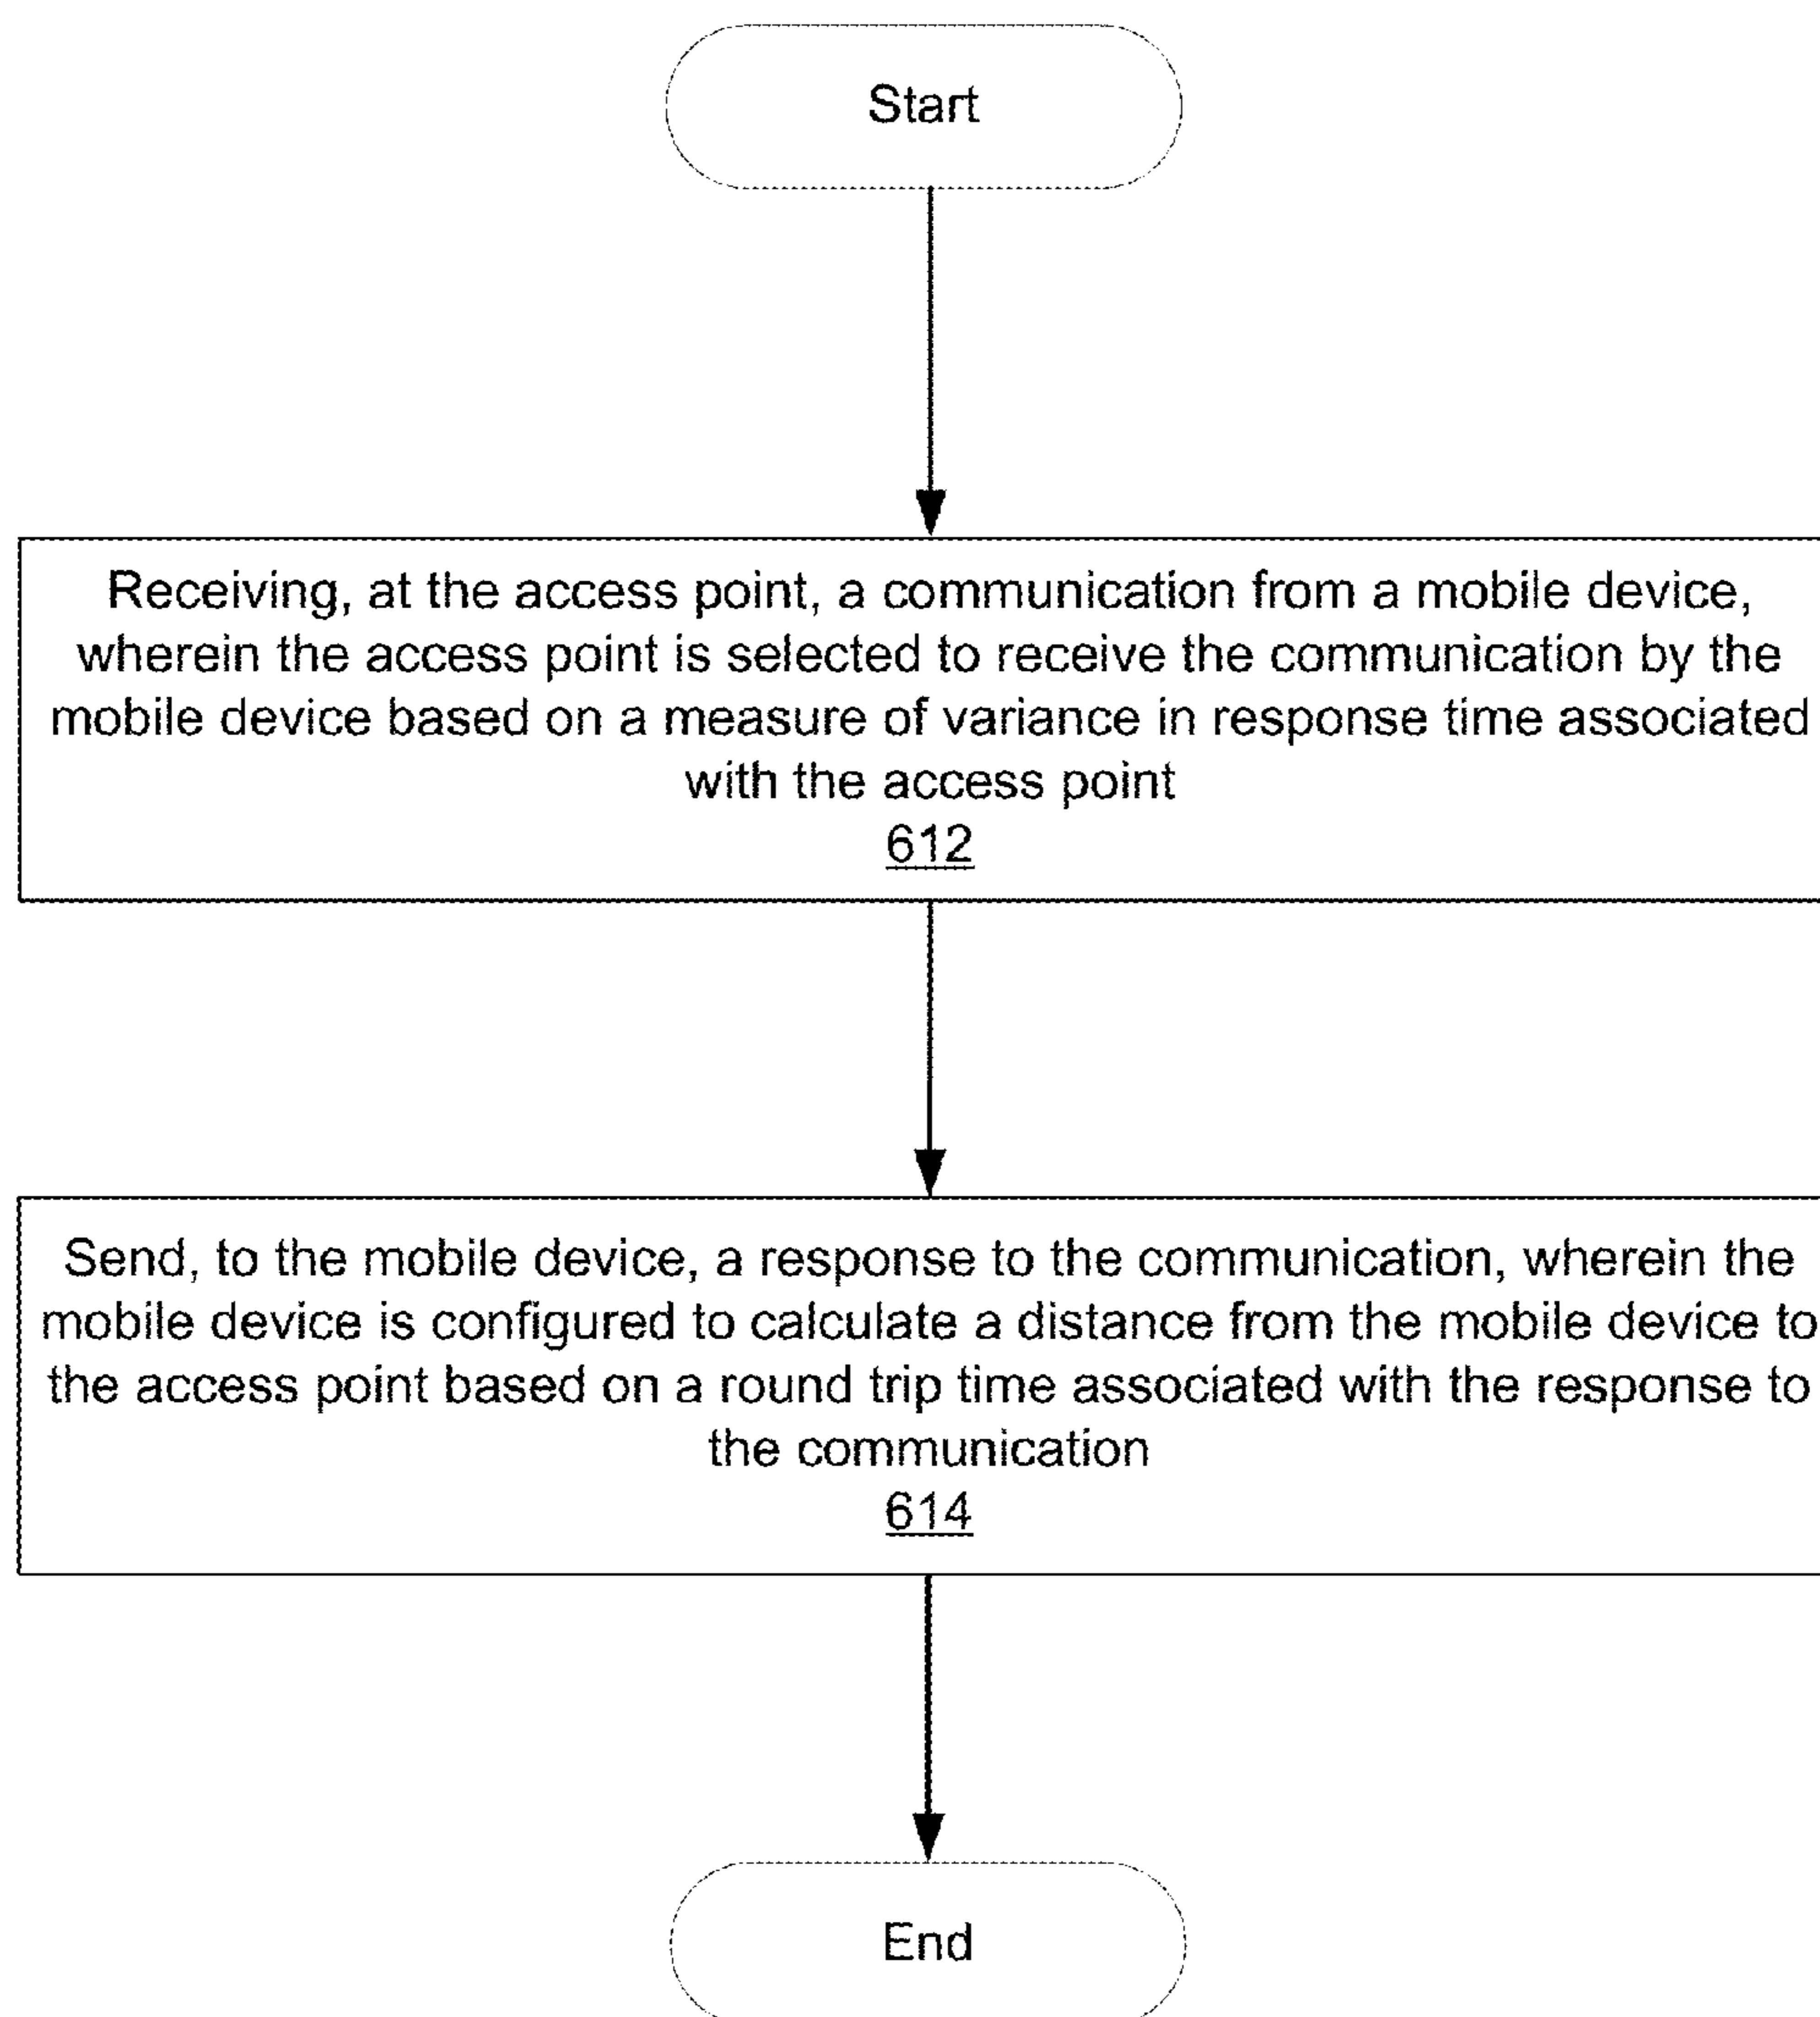 Start
Receiving, at the access point, a communication from a mobile device,
wherein the access point is selected to receive the communication by the
mobile device based on a measure of variance in response time associated
with the access point
612
Send, to the mobile device, a response to the communication, wherein the
mobile device is configured to calculate a distance from the mobile device to
the access point based on a round trip time associated with the response to
the communication
614
End